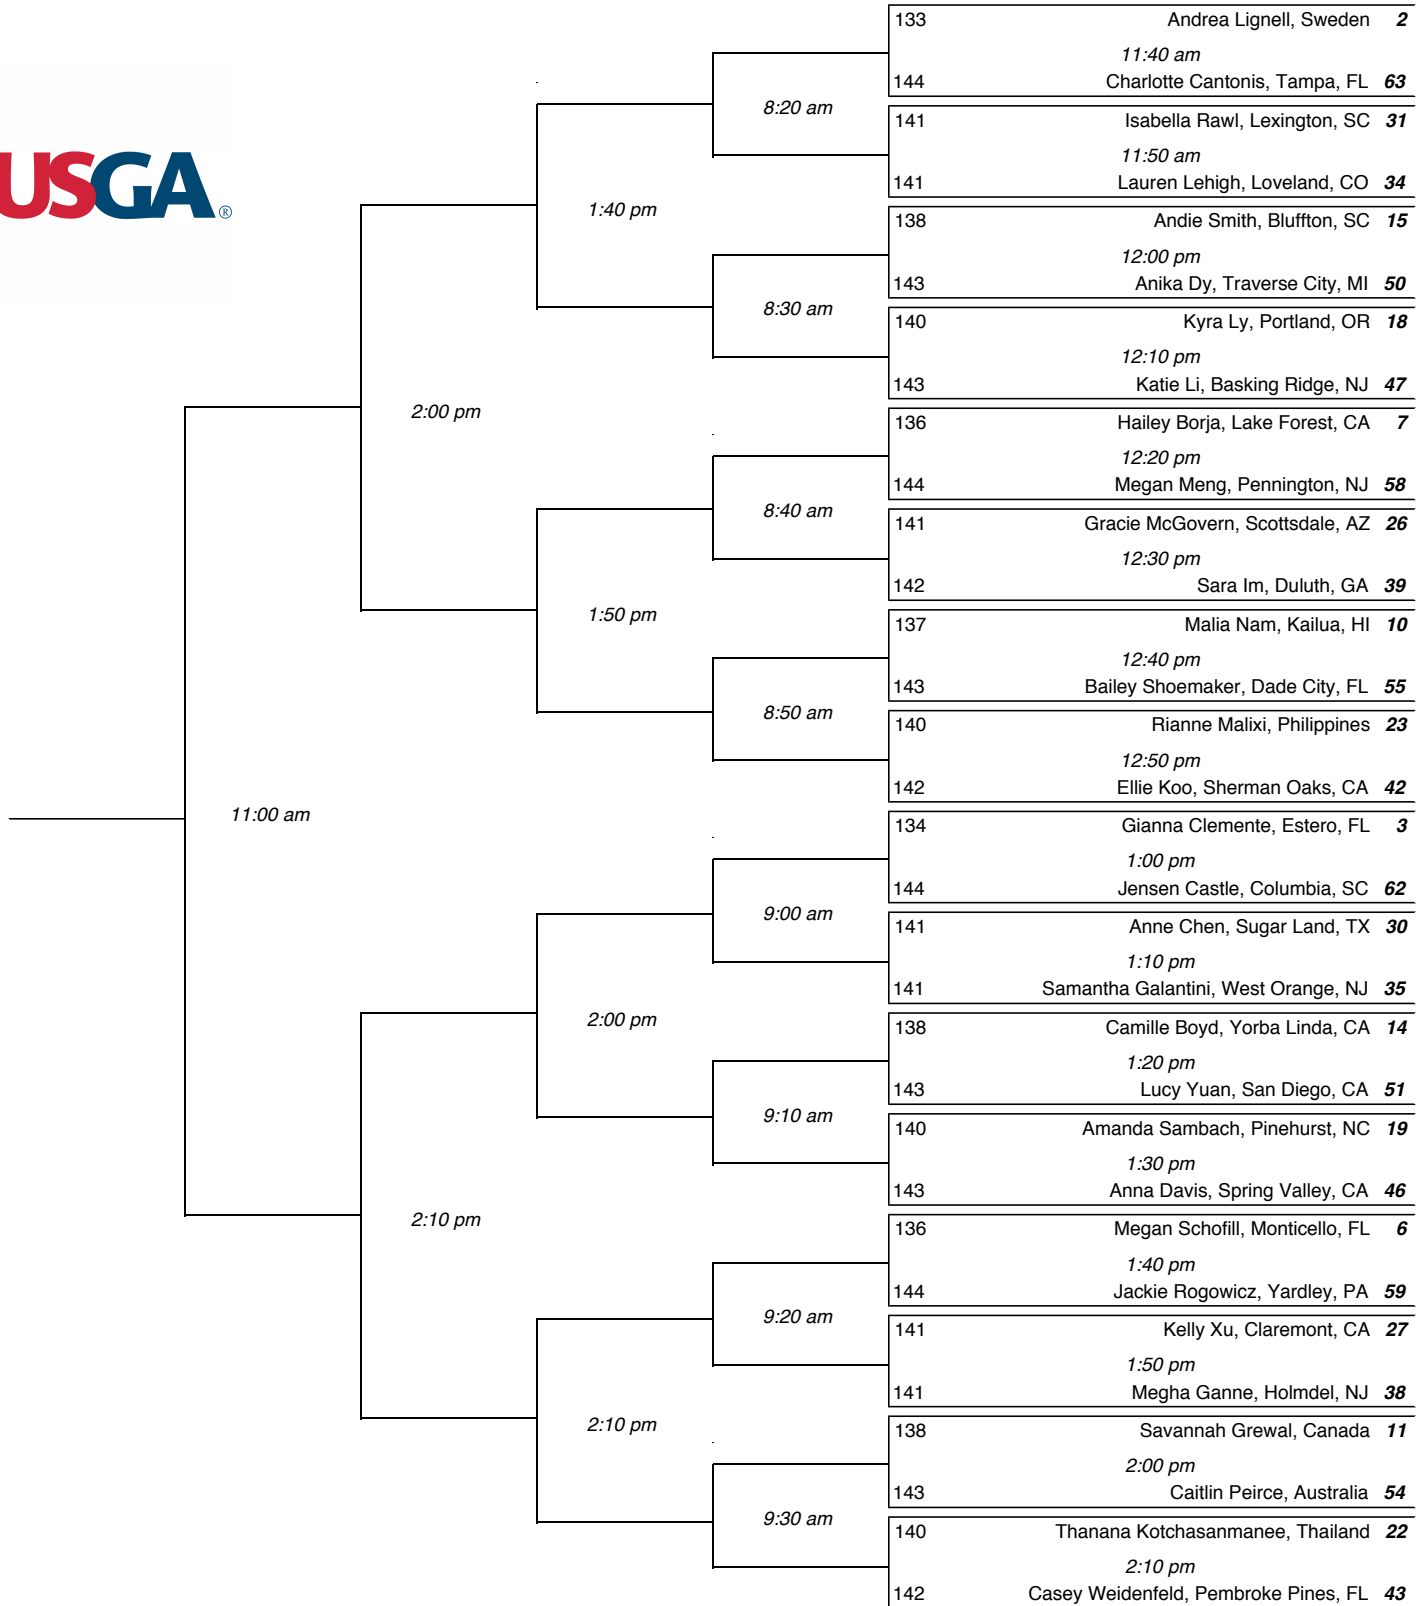 133 Andrea Lignell, Sweden 2
11:40 am
144 Charlotte Cantonis, Tampa, FL 63
8:20 am
141 Isabella Rawl, Lexington, SC 31
11:50 am
141 Lauren Lehigh, Loveland, CO 34
USGA®
1:40 pm
138 Andie Smith, Bluffton, SC 15
12:00 pm
143 Anika Dy, Traverse City, MI 50
8:30 am
140 Kyra Ly, Portland, OR 18
12:10 pm
143 Katie Li, Basking Ridge, NJ 47
2:00 pm
136 Hailey Borja, Lake Forest, CA 7
12:20 pm
144 Megan Meng, Pennington, NJ 58
8:40 am
141 Gracie McGovern, Scottsdale, AZ 26
12:30 pm
142 Sara Im, Duluth, GA 39
1:50 pm
137 Malia Nam, Kailua, HI 10
12:40 pm
143 Bailey Shoemaker, Dade City, FL 55
8:50 am
140 Rianne Malixi, Philippines 23
12:50 pm
142 Ellie Koo, Sherman Oaks, CA 42
11:00 am
134 Gianna Clemente, Estero, FL 3
1:00 pm
144 Jensen Castle, Columbia, SC 62
9:00 am
141 Anne Chen, Sugar Land, TX 30
1:10 pm
141 Samantha Galantini, West Orange, NJ 35
2:00 pm
138 Camille Boyd, Yorba Linda, CA 14
1:20 pm
143 Lucy Yuan, San Diego, CA 51
9:10 am
140 Amanda Sambach, Pinehurst, NC 19
1:30 pm
143 Anna Davis, Spring Valley, CA 46
2:10 pm
136 Megan Schofill, Monticello, FL 6
1:40 pm
144 Jackie Rogowicz, Yardley, PA 59
9:20 am
141 Kelly Xu, Claremont, CA 27
1:50 pm
141 Megha Ganne, Holmdel, NJ 38
2:10 pm
138 Savannah Grewal, Canada 11
2:00 pm
143 Caitlin Peirce, Australia 54
9:30 am
140 Thanana Kotchasanmanee, Thailand 22
2:10 pm
142 Casey Weidenfeld, Pembroke Pines, FL 43